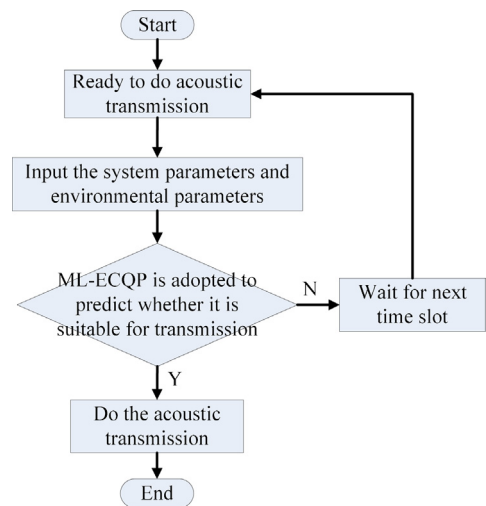 Start
Ready to do acoustic
transmission
Input the system parameters and
environmental parameters
ML-ECQP is adopted to
predict whether it is
suitable for transmission
N
Wait for next
time slot
Y
Do the acoustic
transmission
End